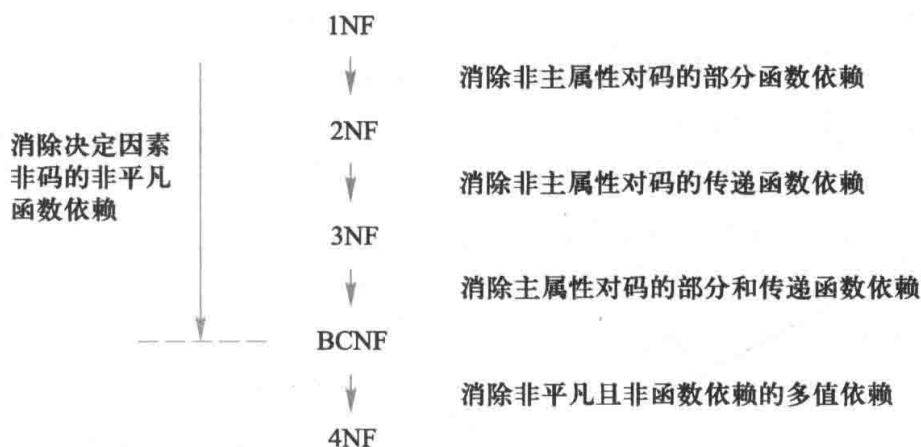 1NF
消除非主属性对码的部分函数依赖
2NF
消除决定因素
非码的非平凡
函数依赖
消除非主属性对码的传递函数依赖
3NF
消除主属性对码的部分和传递函数依赖
BCNF
消除非平凡且非函数依赖的多值依赖
4NF